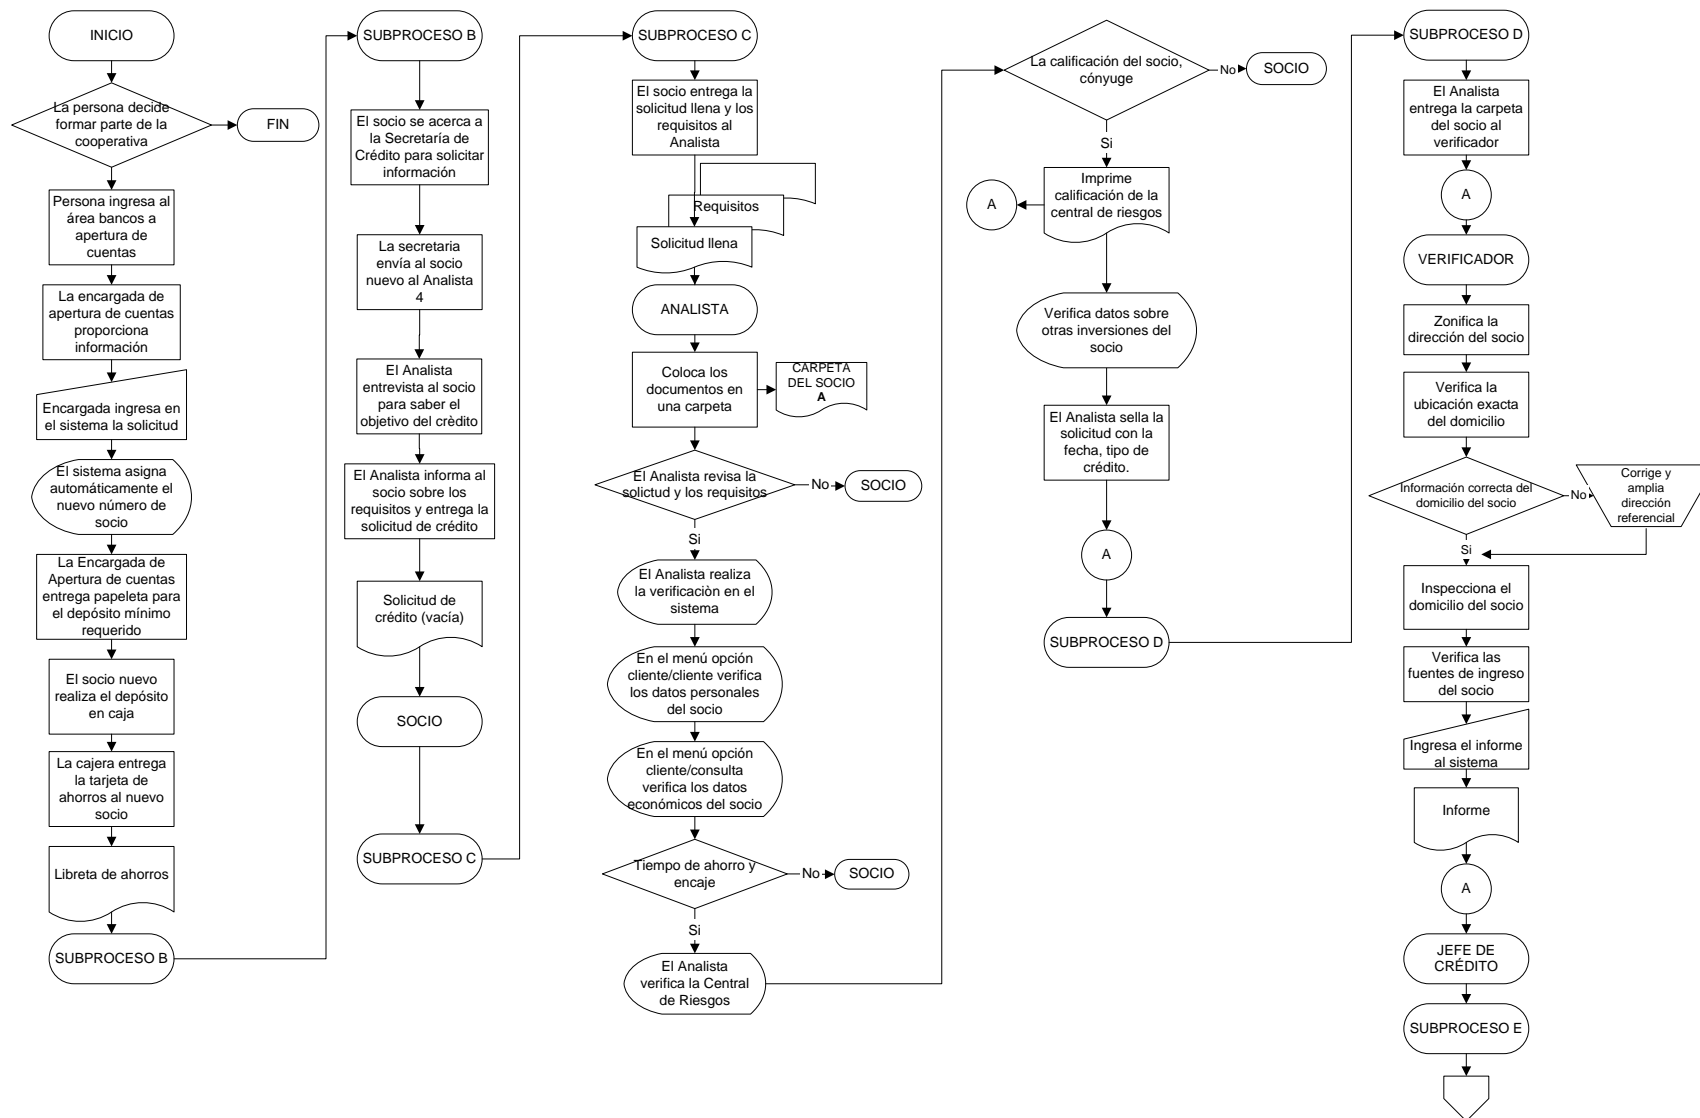 INICIO
La persona decide
formar parte de la
cooperativa
FIN
Persona ingresa al
área bancos a
apertura de
cuentas
La encargada de
apertura de cuentas
proporciona
información
Encargada ingresa en
el sistema la solicitud
El sistema asigna
automáticamente el
nuevo número de
socio
La Encargada de
Apertura de cuentas
entrega papeleta para
el depósito mínimo
requerido
El socio nuevo
realiza el depósito
en caja
La cajera entrega
la tarjeta de
ahorros al nuevo
socio
Libreta de ahorros
SUBPROCESO B
SUBPROCESO B
El socio se acerca a
la Secretaría de
Crédito para solicitar
información
La secretaria
envía al socio
nuevo al Analista
4
El Analista
entrevista al socio
para saber el
objetivo del crèdito
El Analista informa al
socio sobre los
requisitos y entrega la
solicitud de crédito
Solicitud de
crédito (vacía)
SOCIO
SUBPROCESO C
SUBPROCESO C
El socio entrega la
solicitud llena y los
requisitos al
Analista
Requisitos
Solicitud llena
ANALISTA
Coloca los
documentos en
una carpeta
CARPETA
DEL SOCIO
A
El Analista revisa la
solictud y los requisitos
No
SOCIO
Si
El Analista realiza
la verificaciòn en el
sistema
En el menú opción
cliente/cliente verifica
los datos personales
del socio
En el menú opción
cliente/consulta
verifica los datos
económicos del socio
Tiempo de ahorro y
encaje
No
SOCIO
Si
El Analista
verifica la Central
de Riesgos
La calificación del socio,
cónyuge
No
SOCIO
Si
Imprime
calificación de la
central de riesgos
A
Verifica datos sobre
otras inversiones del
socio
El Analista sella la
solicitud con la
fecha, tipo de
crédito.
A
SUBPROCESO D
SUBPROCESO D
El Analista
entrega la carpeta
del socio al
verificador
A
VERIFICADOR
Zonifica la
dirección del socio
Verifica la
ubicación exacta
del domicilio
Información correcta del
domicilio del socio
No
Corrige y
amplia
dirección
referencial
Si
Inspecciona el
domicilio del socio
Verifica las
fuentes de ingreso
del socio
Ingresa el informe
al sistema
Informe
A
JEFE DE
CRÉDITO
SUBPROCESO E